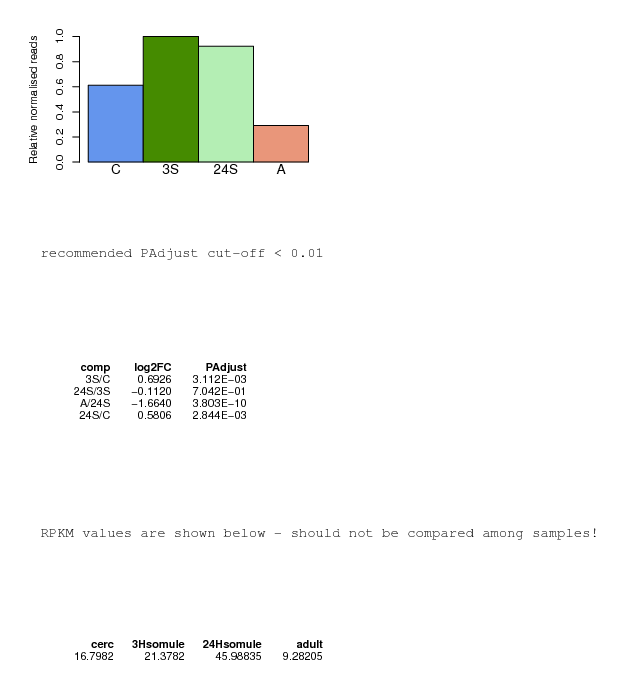 Relative normalised reads
1.0
0.8
0.6
0.4
0.2
0.0
C 3S 24S A
recommended PAdjust cut-off < 0.01
comp log2FC PAdjust
3S/C 0.6926 3.112E−03
24S/3S −0.1120 7.042E−01
A/24S −1.6640 3.803E−10
24S/C 0.5806 2.844E−03
RPKM values are shown below - should not be compared among samples!
cerc 3Hsomule 24Hsomule adult
16.7982 21.3782 45.98835 9.28205